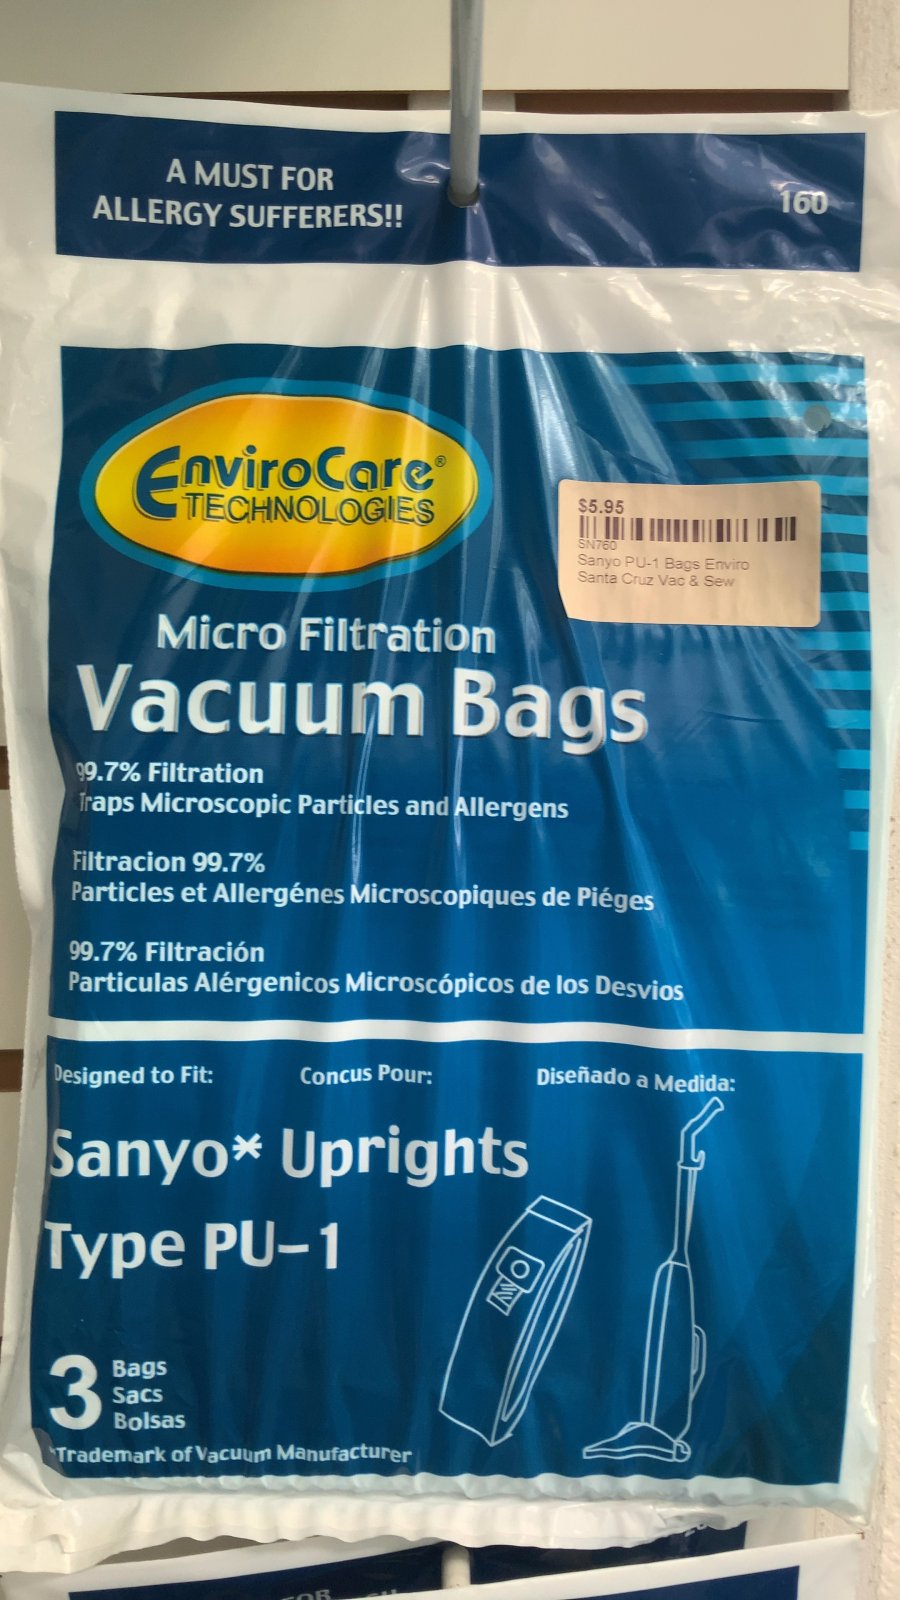 A MUST FOR
ALLERGY SUFFERERS!!
160
EnviroCare®
TECHNOLOGIES
$5.95
SN760
Sanyo PU-1 Bags Enviro
Santa Cruz Vac & Sew
Micro Filtration
Vacuum Bags
99.7% Filtration
Traps Microscopic Particles and Allergens
Filtracion 99.7%
Particles et Allergénes Microscopiques de Piéges
99.7% Filtración
Particulas Alérgenicos Microscópicos de los Desvios
Designed to Fit:
Concus Pour:
Diseñado a Medida:
Sanyo* Uprights
Type PU-1
3
Bags
Sacs
Bolsas
*Trademark of Vacuum Manufacturer